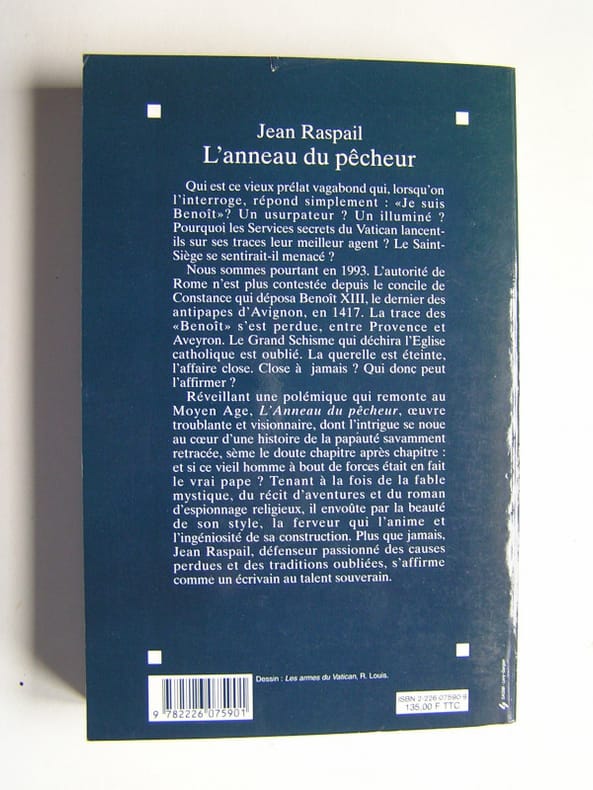 Jean Raspail
L'anneau du pêcheur
Qui est ce vieux prélat vagabond qui, lorsqu'on
l'interroge, répond simplement : «Je suis
Benoît»? Un usurpateur ? Un illuminé ?
Pourquoi les Services secrets du Vatican lancent-
ils sur ses traces leur meilleur agent ? Le Saint-
Siège se sentirait-il menacé ?
Nous sommes pourtant en 1993. L'autorité de
Rome n'est plus contestée depuis le concile de
Constance qui déposa Benoît XIII, le dernier des
antipapes d'Avignon, en 1417. La trace des
«Benoît» s'est perdue, entre Provence et
Aveyron. Le Grand Schisme qui déchira l'Eglise
catholique est oublié. La querelle est éteinte,
l'affaire close. Close à jamais ? Qui donc peut
l'affirmer ?
Réveillant une polémique qui remonte au
Moyen Age, L'Anneau du pêcheur, œuvre
troublante et visionnaire, dont l'intrigue se noue
au cœur d'une histoire de la papauté savamment
retracée, sème le doute chapitre après chapitre :
et si ce vieil homme à bout de forces était en fait
le vrai pape ? Tenant à la fois de la fable
mystique, du récit d'aventures et du roman
d'espionnage religieux, il envoûte par la beauté
de son style, la ferveur qui l'anime et
l'ingéniosité de sa construction. Plus que jamais,
Jean Raspail, défenseur passionné des causes
perdues et des traditions oubliées, s'affirme
comme un écrivain au talent souverain.
Dessin : Les armes du Vatican, R. Louis.
9 782226 075901
ISBN 2-226-07590-9
135,00 F TTC